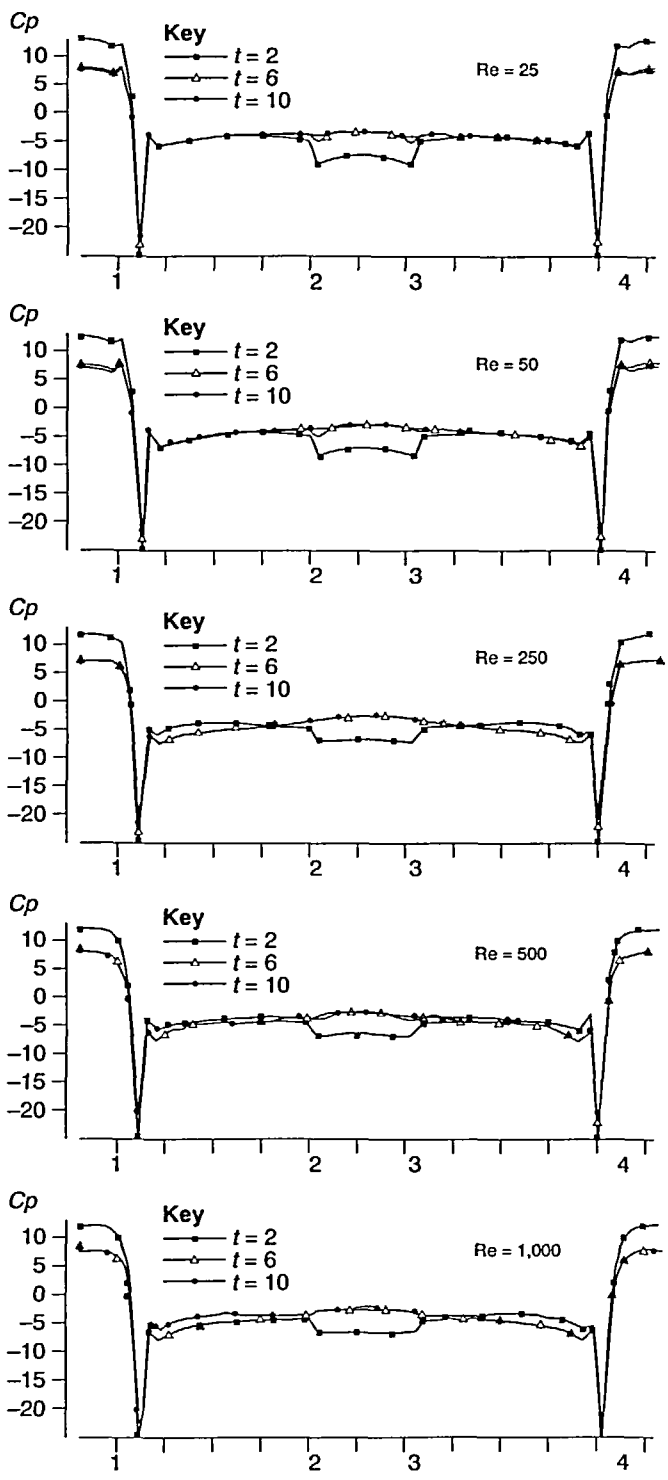 Cp
Key
t = 2
t = 6
t = 10
Re = 25
10
5
0
–5
–10
–15
–20
1 2 3 4
Cp
Key
t = 2
t = 6
t = 10
Re = 50
10
5
0
–5
–10
–15
–20
1 2 3 4
Cp
Key
t = 2
t = 6
t = 10
Re = 250
10
5
0
–5
–10
–15
–20
1 2 3 4
Cp
Key
t = 2
t = 6
t = 10
Re = 500
10
5
0
–5
–10
–15
–20
1 2 3 4
Cp
Key
t = 2
t = 6
t = 10
Re = 1,000
10
5
0
–5
–10
–15
–20
1 2 3 4